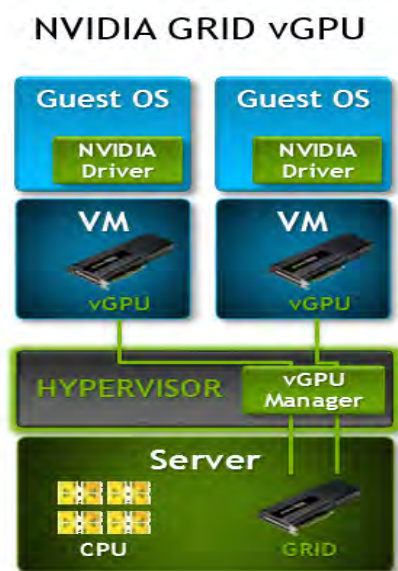 NVIDIA GRID vGPU
Guest OS
Guest OS
NVIDIA
Driver
NVIDIA
Driver
VM
VM
vGPU
vGPU
HYPERVISOR
vGPU
Manager
Server
CPU
GRID